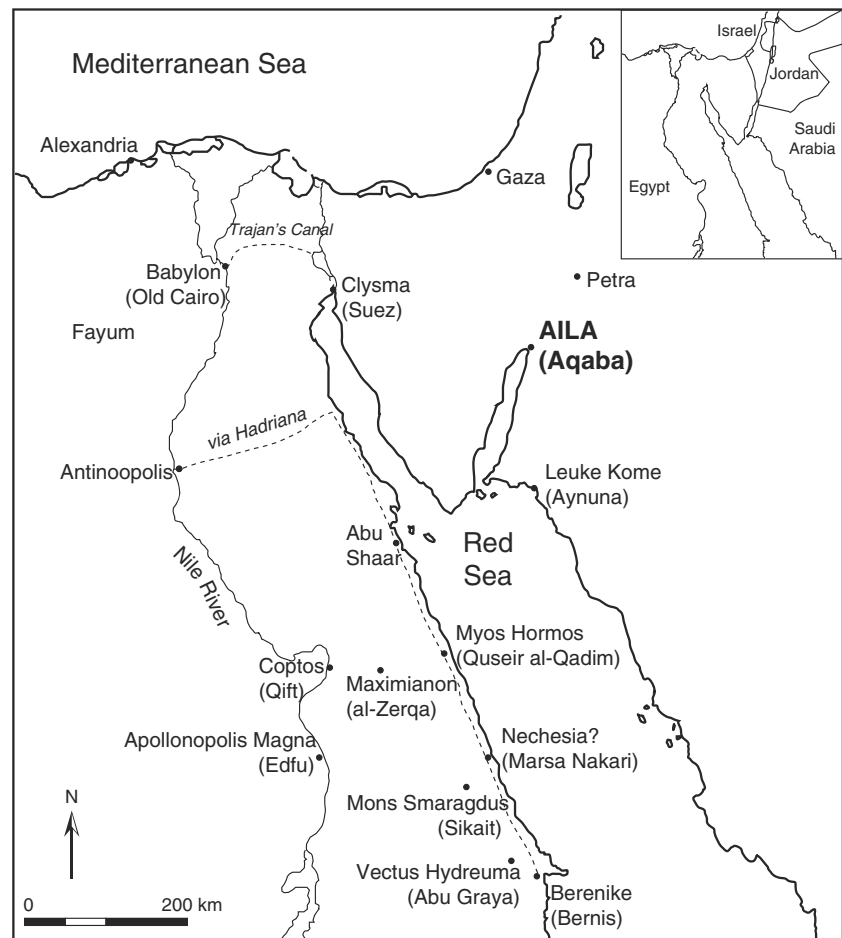 Mediterranean Sea
Israel
Jordan
Saudi
Arabia
Egypt
Alexandria
Gaza
Trajan's Canal
Babylon
(Old Cairo)
Clysma
(Suez)
Petra
Fayum
AILA
(Aqaba)
via Hadriana
Antinoopolis
Leuke Kome
(Aynuna)
Abu
Shaar
Red
Sea
Nile River
Myos Hormos
(Quseir al-Qadim)
Coptos
(Qift)
Maximianon
(al-Zerqa)
Apollonopolis Magna
(Edfu)
Nechesia?
(Marsa Nakari)
N
Mons Smaragdus
(Sikait)
Vectus Hydreuma
(Abu Graya)
Berenike
(Bernis)
0
200 km